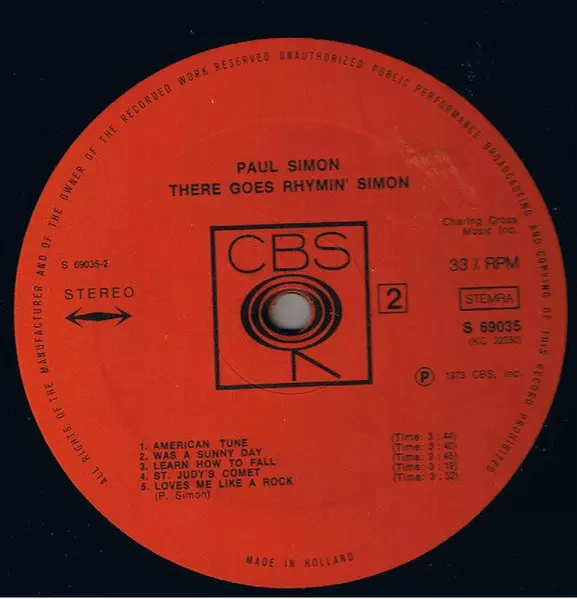 ALL RIGHTS OF THE MANUFACTURER AND OF THE OWNER OF THE RECORDED WORK RESERVED UNAUTHORIZED PUBLIC PERFORMANCE BROADCASTING AND COPYING OF THIS RECORD PROHIBITED
PAUL SIMON
THERE GOES RHYMIN' SIMON
Charing Cross
Music Inc.
S 69035-2
CBS
33⅓ RPM
STEREO
2
STEMRA
S 69035
(KC 32280)
Ⓟ 1973 CBS, Inc.
1. AMERICAN TUNE (Time: 3:44)
2. WAS A SUNNY DAY (Time: 3:40)
3. LEARN HOW TO FALL (Time: 2:45)
4. ST. JUDY'S COMET (Time: 3:19)
5. LOVES ME LIKE A ROCK (Time: 3:32)
(P. Simon)
MADE IN HOLLAND